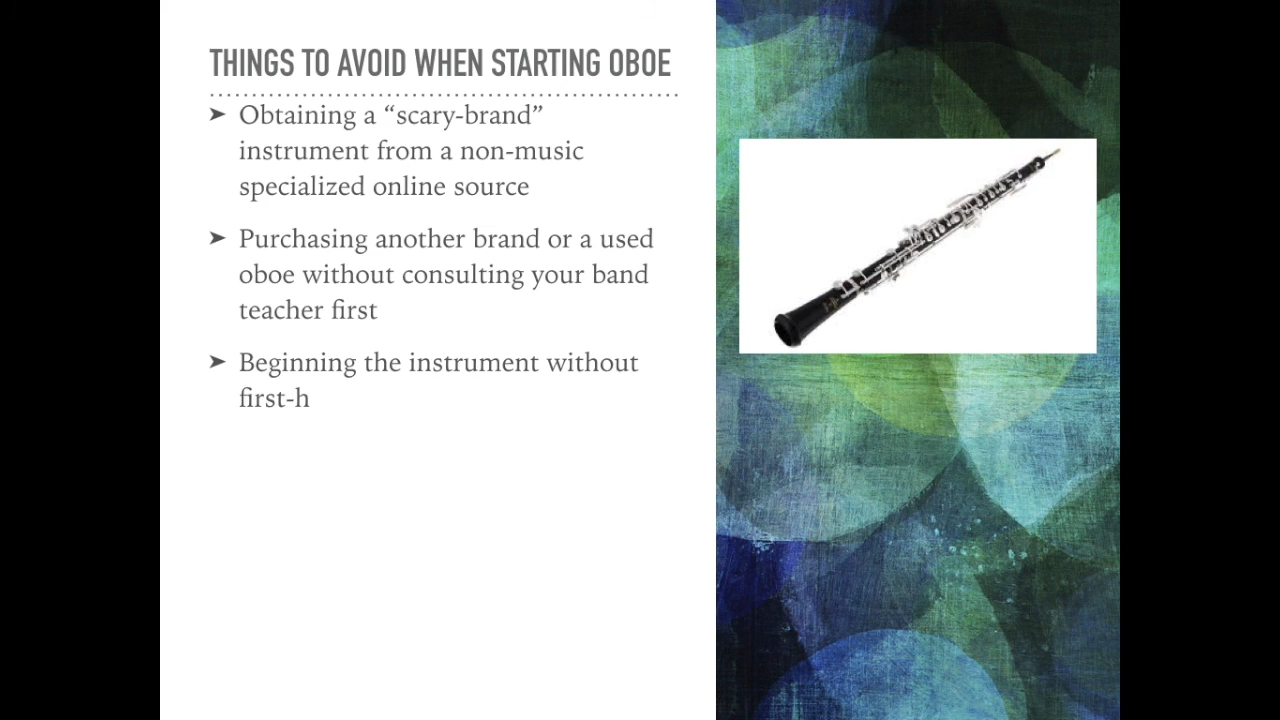 THINGS TO AVOID WHEN STARTING OBOE
➤ Obtaining a “scary-brand”
instrument from a non-music
specialized online source
➤ Purchasing another brand or a used
oboe without consulting your band
teacher first
➤ Beginning the instrument without
first-h